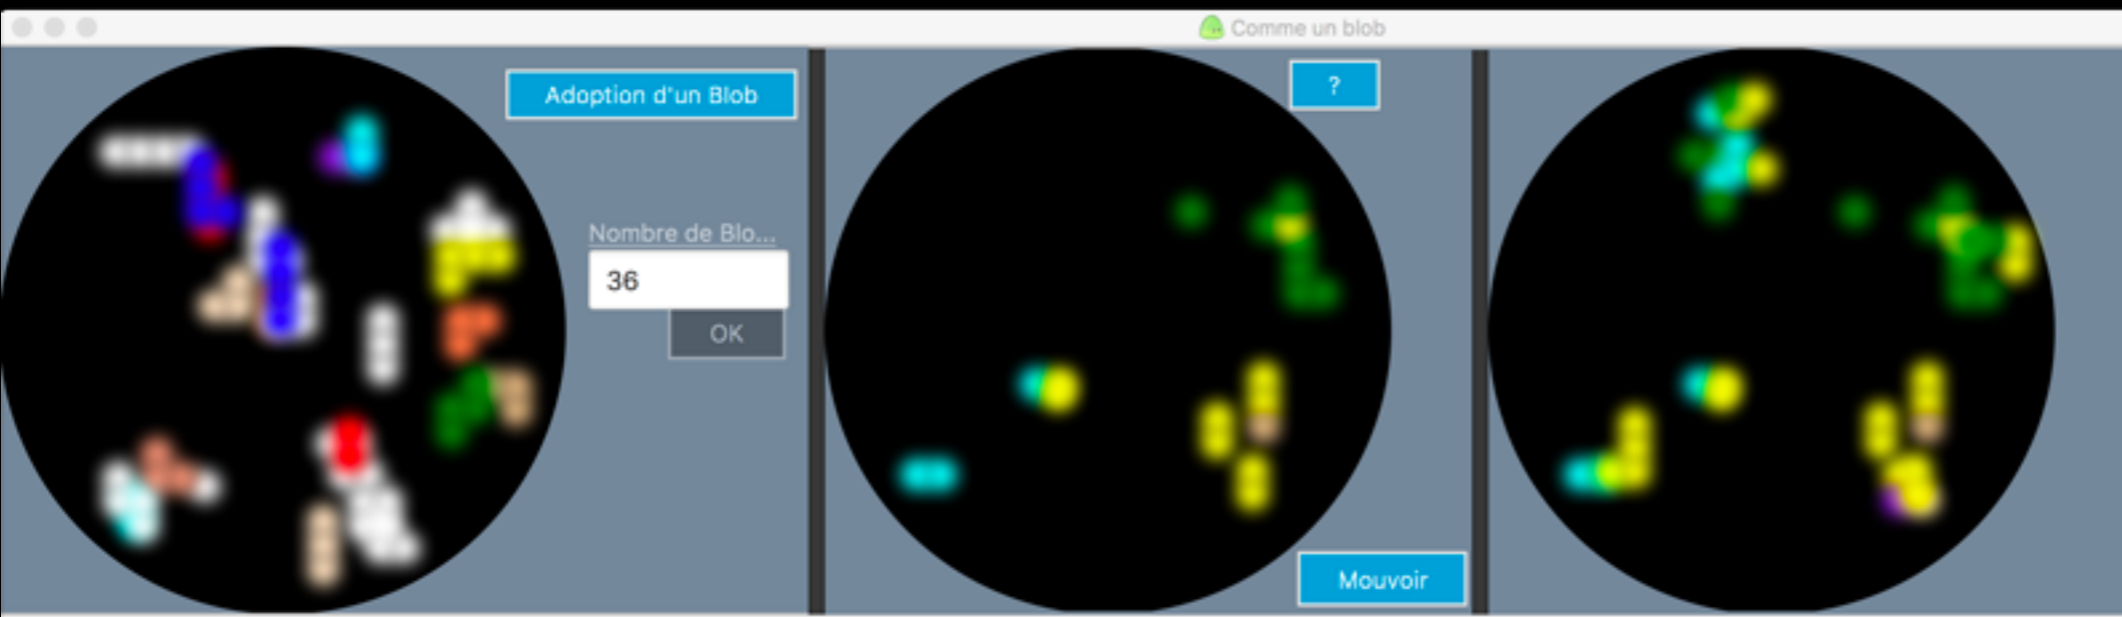 Comme un blob
Adoption d'un Blob
Nombre de Blo...
36
OK
?
Mouvoir